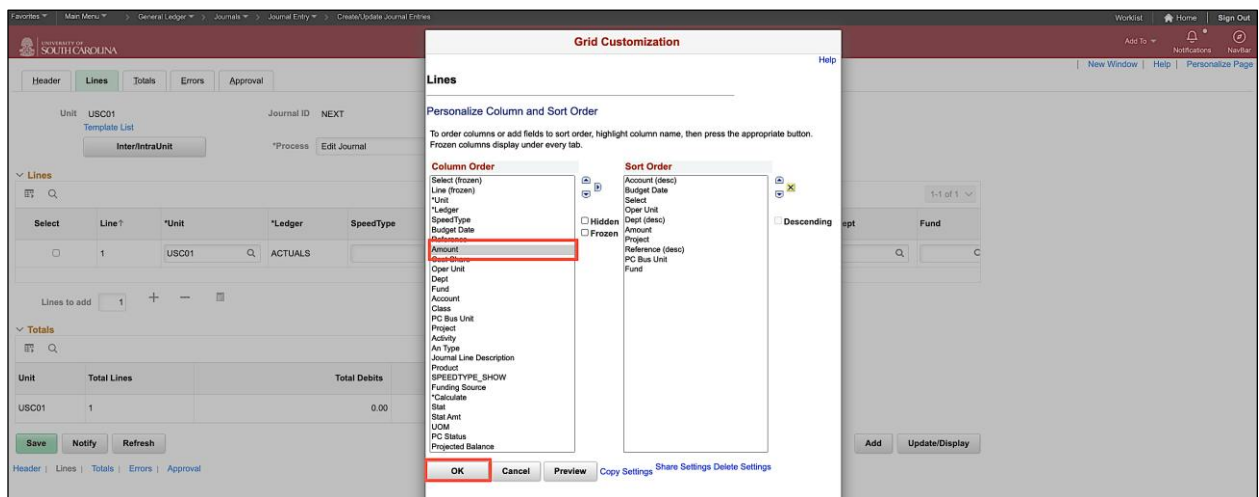 Favorites Main Menu > General Ledger > Journals > Journal Entry > Create/Update Journal Entries
Worklist Home Sign Out
UNIVERSITY OF
SOUTH CAROLINA
Add To Notifications NavBar
New Window | Help | Personalize Page
Header Lines Totals Errors Approval
Unit USC01 Journal ID NEXT
Template List
Inter/IntraUnit *Process Edit Journal
Lines
1-1 of 1
Select Line *Unit *Ledger SpeedType ept Fund
1 USC01 ACTUALS
Lines to add 1
Totals
Unit Total Lines Total Debits
USC01 1 0.00
Save Notify Refresh Add Update/Display
Header | Lines | Totals | Errors | Approval
Grid Customization
Help
Lines
Personalize Column and Sort Order
To order columns or add fields to sort order, highlight column name, then press the appropriate button.
Frozen columns display under every tab.
Column Order
Select (frozen)
Line (frozen)
*Unit
*Ledger
SpeedType
Budget Date
Reference
Amount
Cost Share
Oper Unit
Dept
Fund
Account
Class
PC Bus Unit
Project
Activity
An Type
Journal Line Description
Product
SPEEDTYPE_SHOW
Funding Source
*Calculate
Stat
Stat Amt
UOM
PC Status
Projected Balance
Hidden
Frozen
Sort Order
Account (desc)
Budget Date
Select
Oper Unit
Dept (desc)
Amount
Project
Reference (desc)
PC Bus Unit
Fund
Descending
OK Cancel Preview Copy Settings Share Settings Delete Settings